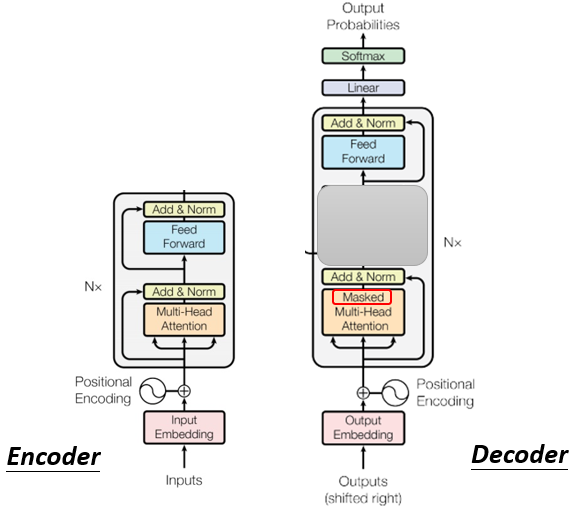 Output
Probabilities
Softmax
Linear
Add & Norm
Feed
Forward
Add & Norm
Masked
Multi-Head
Attention
Nx
Positional
Encoding
Output
Embedding
Outputs
(shifted right)
Decoder
Add & Norm
Feed
Forward
Add & Norm
Multi-Head
Attention
Nx
Positional
Encoding
Input
Embedding
Inputs
Encoder